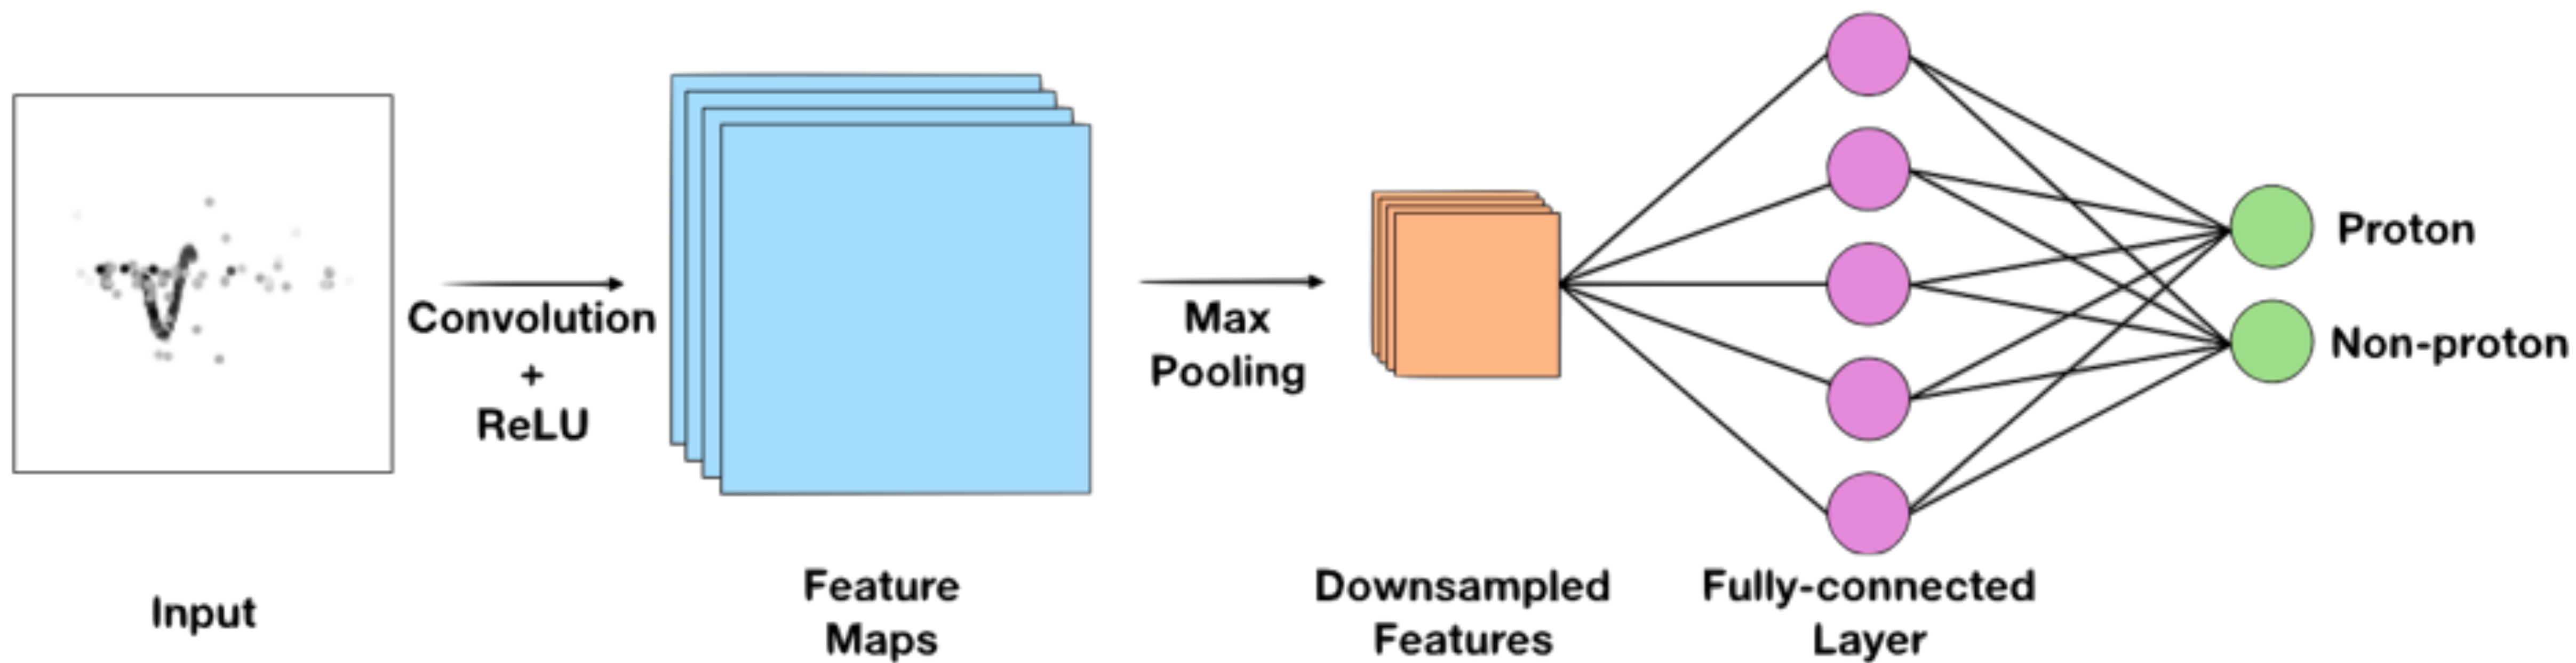 Input
Convolution
+
ReLU
Feature
Maps
Max
Pooling
Downsampled
Features
Fully-connected
Layer
Proton
Non-proton